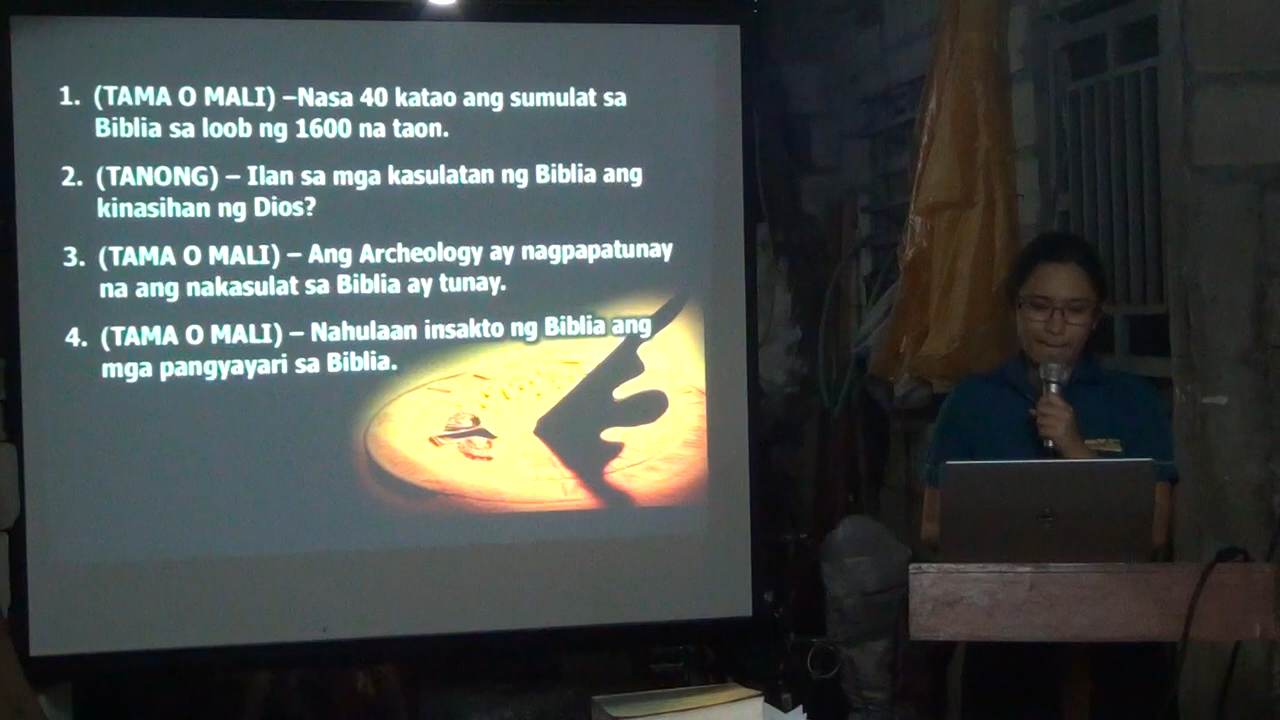 1. (TAMA O MALI) –Nasa 40 katao ang sumulat sa
Biblia sa loob ng 1600 na taon.
2. (TANONG) – Ilan sa mga kasulatan ng Biblia ang
kinasihan ng Dios?
3. (TAMA O MALI) – Ang Archeology ay nagpapatunay
na ang nakasulat sa Biblia ay tunay.
4. (TAMA O MALI) – Nahulaan insakto ng Biblia ang
mga pangyayari sa Biblia.